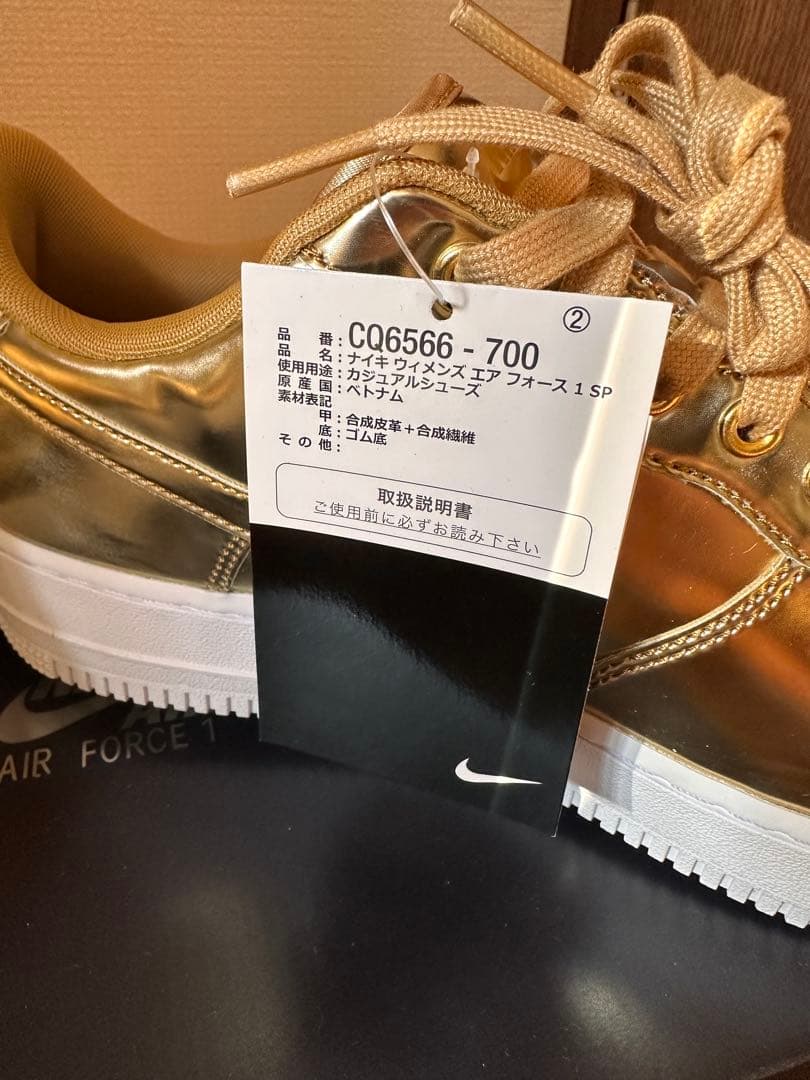 ②
品番：CQ6566 - 700
品名：ナイキ ウィメンズ エア フォース 1 SP
使用用途：カジュアルシューズ
原産国：ベトナム
素材表記
甲：合成皮革＋合成繊維
底：ゴム底
その他：
取扱説明書
ご使用前に必ずお読み下さい
AIR
AIR FORCE 1